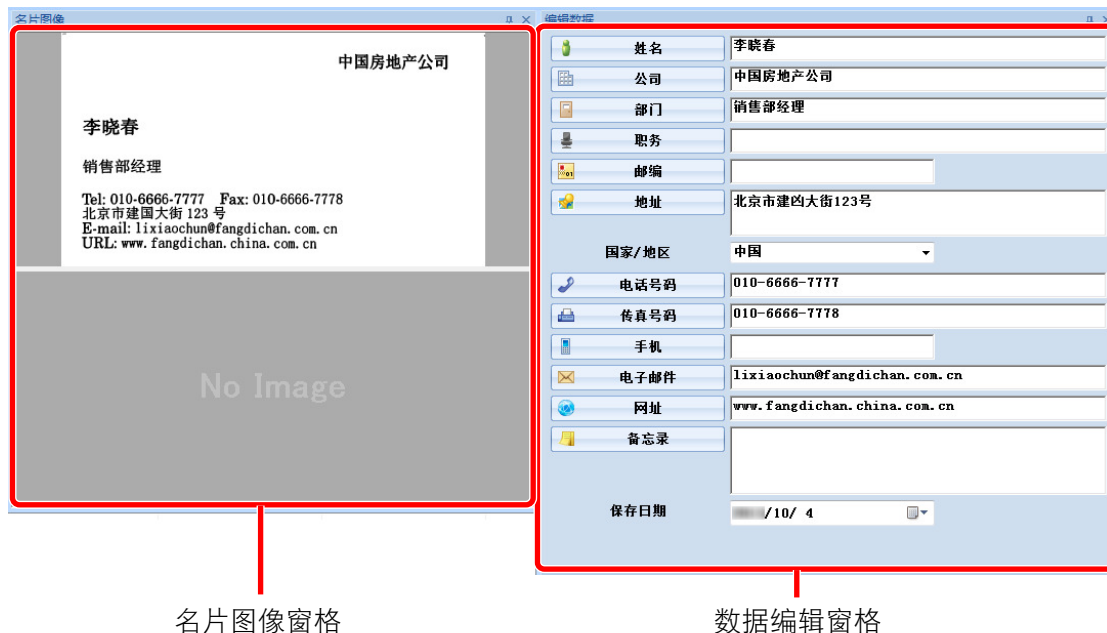 名片图像
中国房地产公司
李晓春
销售部经理
Tel: 010-6666-7777 Fax: 010-6666-7778
北京市建国大街 123 号
E-mail: lixiaochun@fangdichan. com. cn
URL: www. fangdichan. china. com. cn
No Image
编辑数据
姓名 李晓春
公司 中国房地产公司
部门 销售部经理
职务
邮编
地址 北京市建凶大街123号
国家/地区 中国
电话号码 010-6666-7777
传真号码 010-6666-7778
手机
电子邮件 lixiaochun@fangdichan. com. cn
网址 www. fangdichan. china. com. cn
备忘录
保存日期 /10/ 4
名片图像窗格
数据编辑窗格